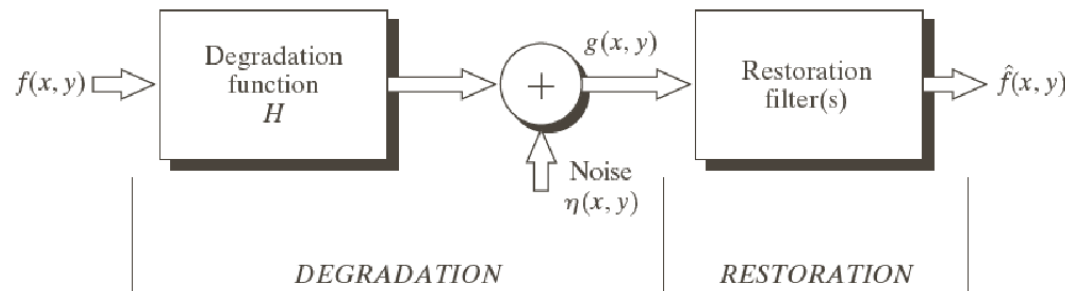 f(x, y)
Degradation
function
H
+
g(x, y)
Noise
η(x, y)
Restoration
filter(s)
f̂(x, y)
DEGRADATION
RESTORATION